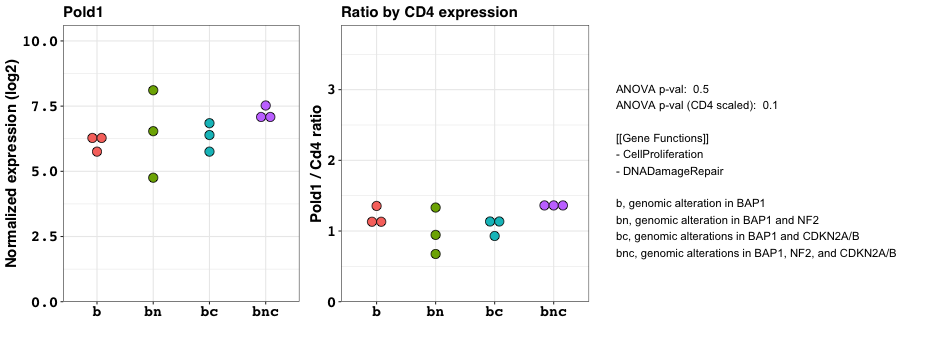 Pold1
Normalized expression (log2)
10.0
7.5
5.0
2.5
0.0
b bn bc bnc
Ratio by CD4 expression
Pold1 / Cd4 ratio
3
2
1
0
b bn bc bnc
ANOVA p-val: 0.5
ANOVA p-val (CD4 scaled): 0.1
[[Gene Functions]]
- CellProliferation
- DNADamageRepair
b, genomic alteration in BAP1
bn, genomic alteration in BAP1 and NF2
bc, genomic alterations in BAP1 and CDKN2A/B
bnc, genomic alterations in BAP1, NF2, and CDKN2A/B